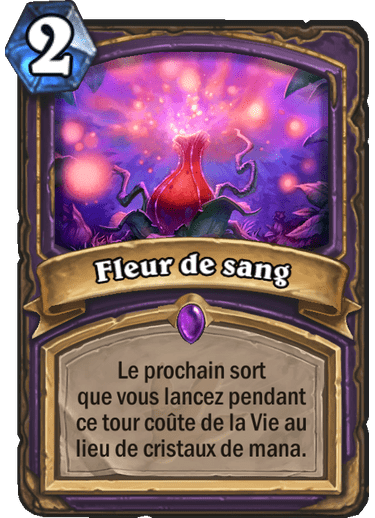 2
Fleur de sang
Le prochain sort
que vous lancez pendant
ce tour coûte de la Vie au
lieu de cristaux de mana.